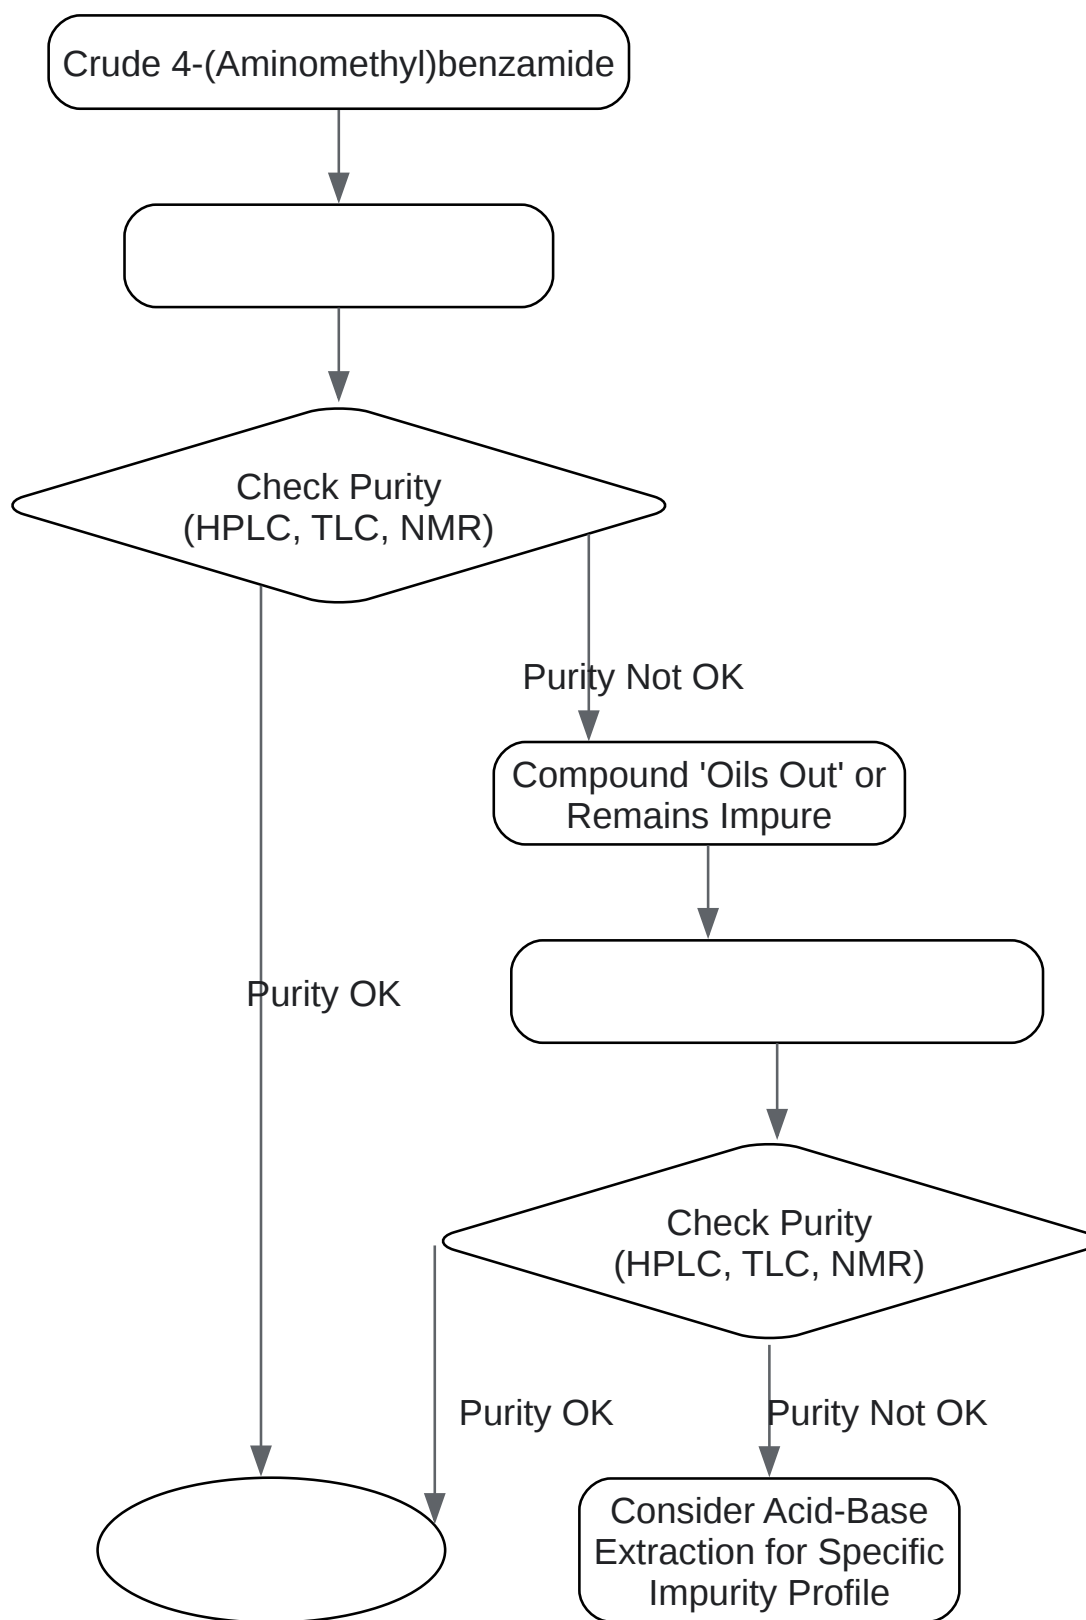 Crude 4-(Aminomethyl)benzamide
Check Purity
(HPLC, TLC, NMR)
Purity Not OK
Compound 'Oils Out' or
Remains Impure
Purity OK
Check Purity
(HPLC, TLC, NMR)
Purity OK
Purity Not OK
Consider Acid-Base
Extraction for Specific
Impurity Profile